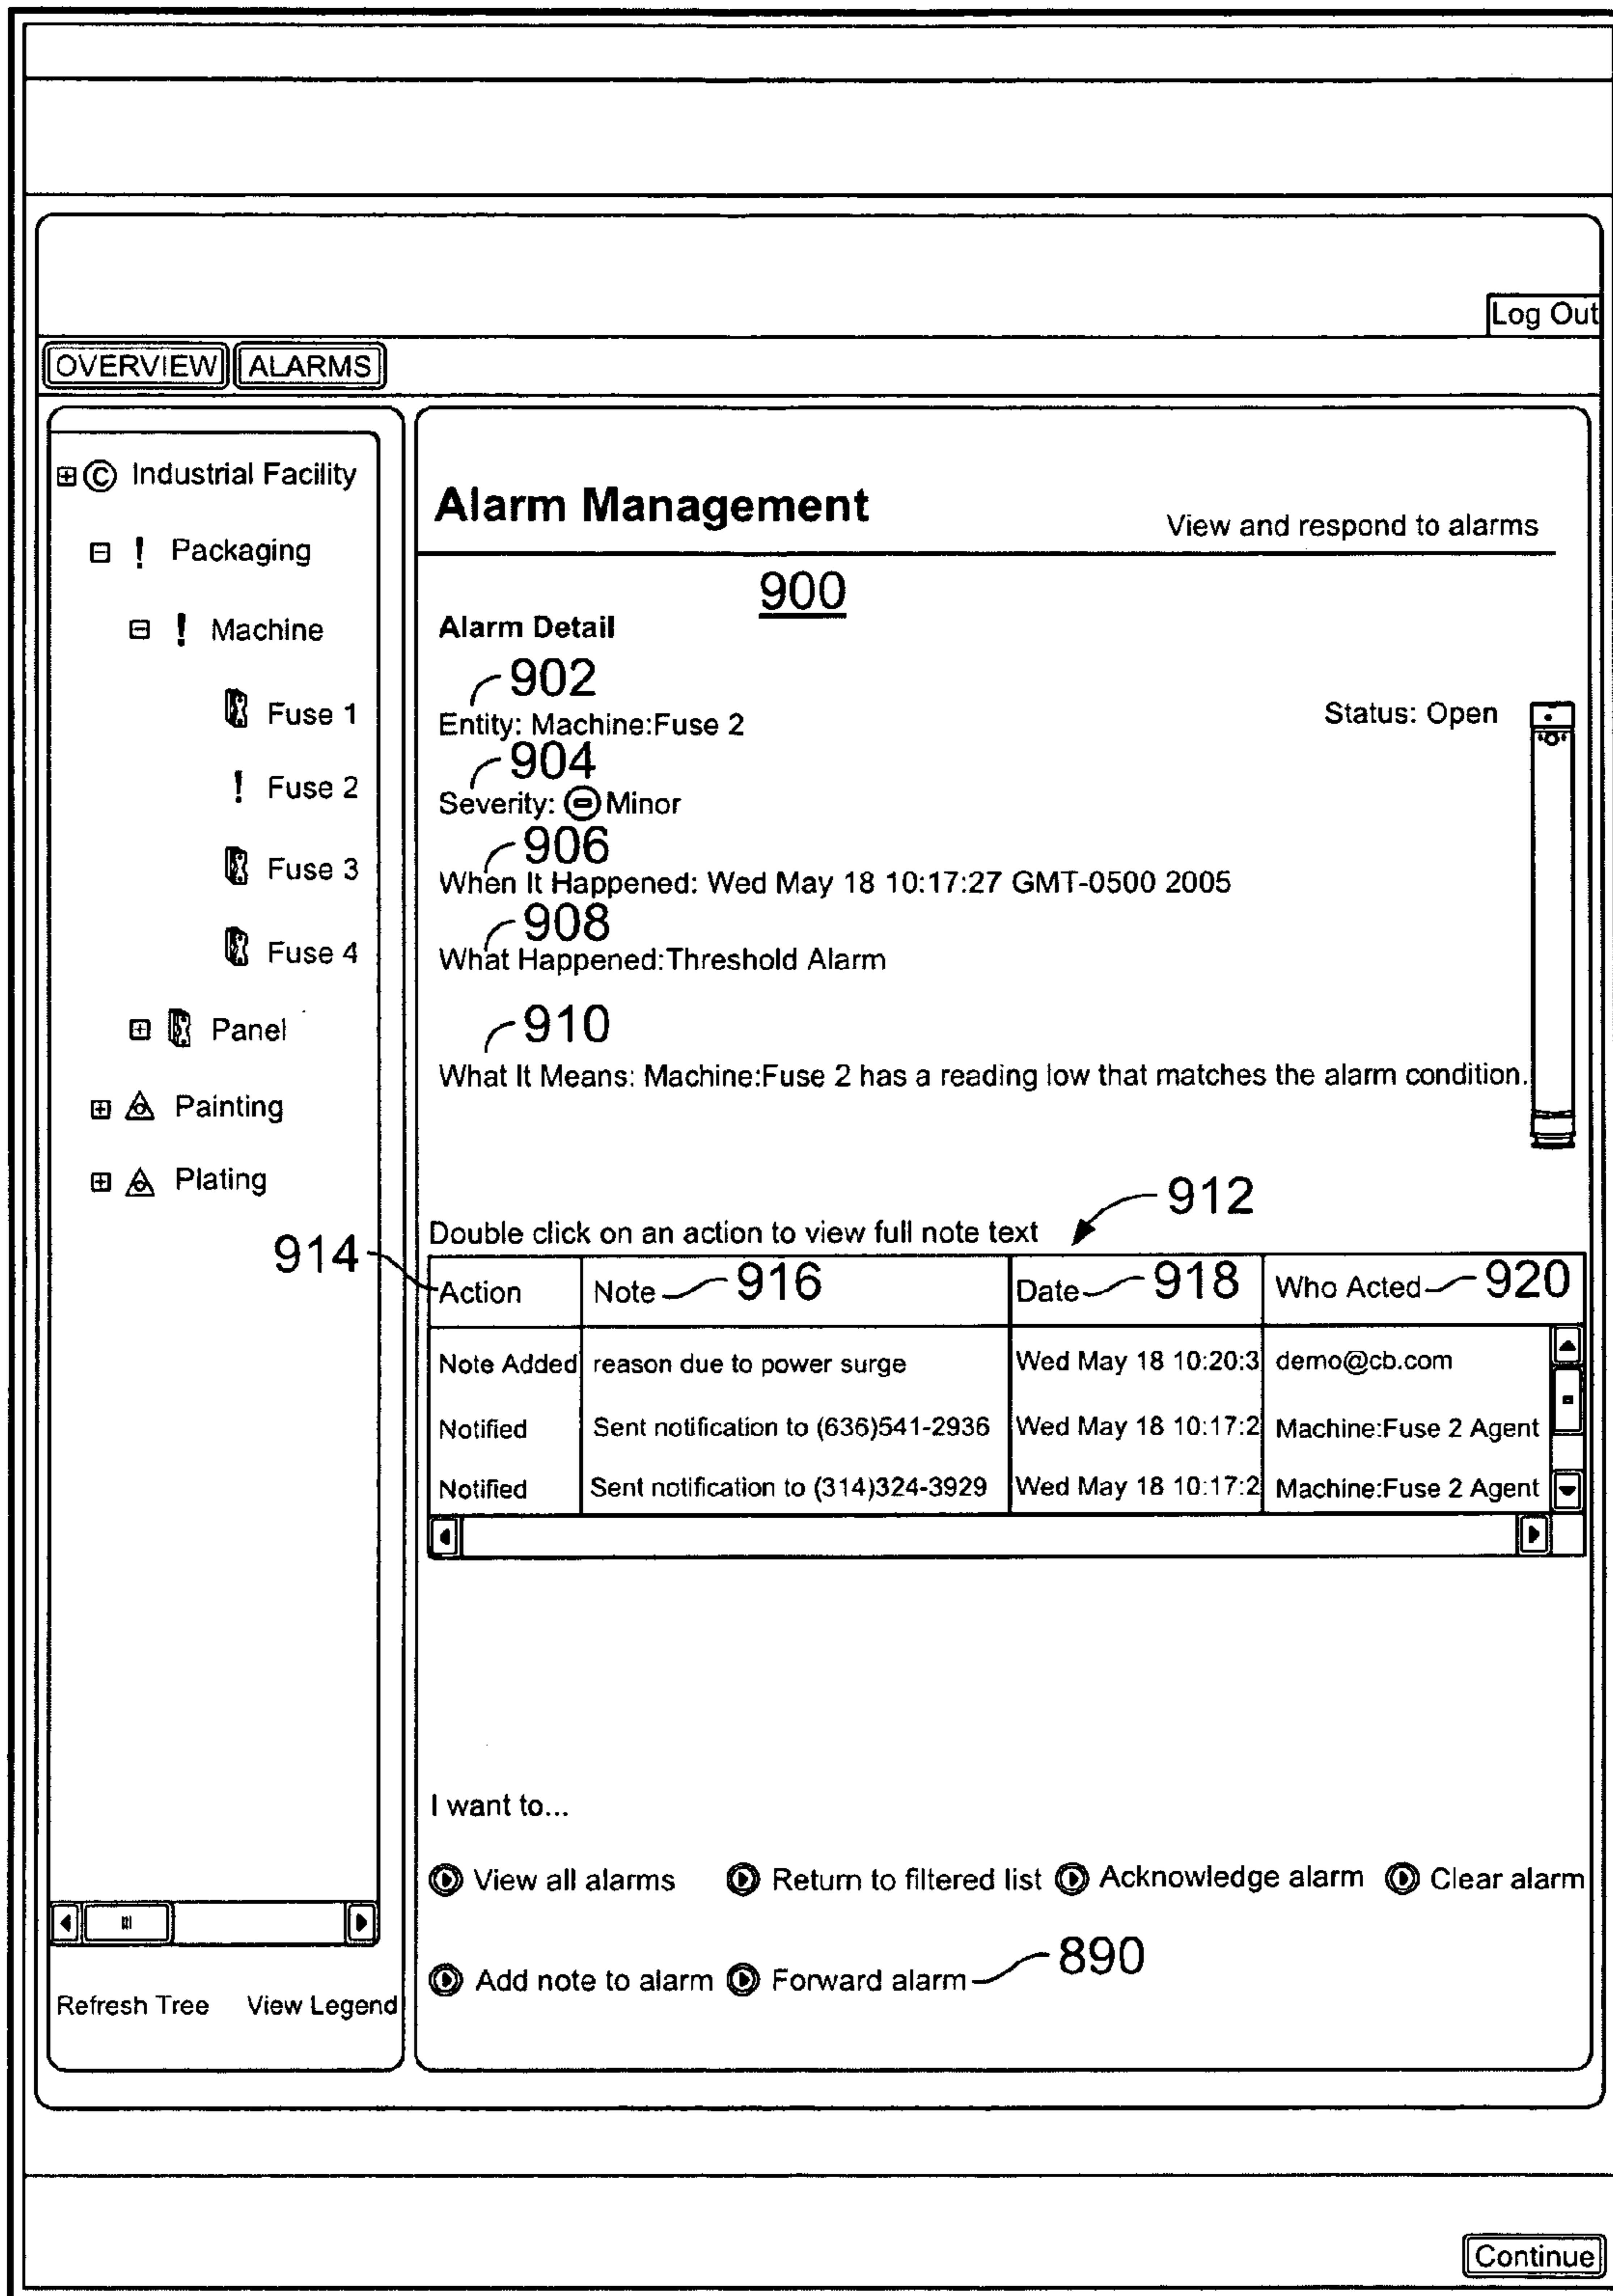 Log Out
OVERVIEW ALARMS
Industrial Facility
Packaging
Machine
Fuse 1
Fuse 2
Fuse 3
Fuse 4
Panel
Painting
Plating
Refresh Tree View Legend
Alarm Management
View and respond to alarms
900
Alarm Detail
902
Entity: Machine:Fuse 2
Status: Open
904
Severity: Minor
906
When It Happened: Wed May 18 10:17:27 GMT-0500 2005
908
What Happened:Threshold Alarm
910
What It Means: Machine:Fuse 2 has a reading low that matches the alarm condition.
912
Double click on an action to view full note text
914
Action Note 916 Date 918 Who Acted 920
Note Added reason due to power surge Wed May 18 10:20:3 demo@cb.com
Notified Sent notification to (636)541-2936 Wed May 18 10:17:2 Machine:Fuse 2 Agent
Notified Sent notification to (314)324-3929 Wed May 18 10:17:2 Machine:Fuse 2 Agent
I want to...
View all alarms Return to filtered list Acknowledge alarm Clear alarm
Add note to alarm Forward alarm 890
Continue